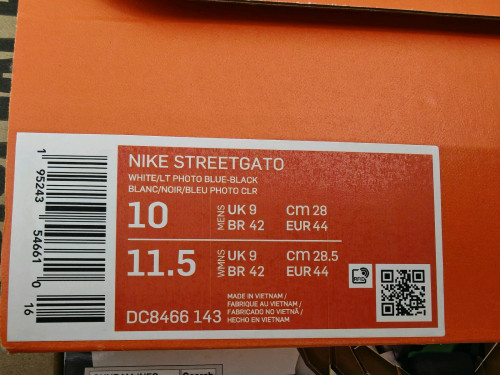 NIKE STREETGATO
WHITE/LT PHOTO BLUE-BLACK
BLANC/NOIR/BLEU PHOTO CLR
10 MENS UK 9 CM 28
BR 42 EUR 44
11.5 WMNS UK 9 CM 28.5
BR 42 EUR 44
MADE IN VIETNAM /
FABRIQUE AU VIETNAM /
FABRICADO NO VIETNÃ /
HECHO EN VIETNAM
DC8466 143
RFID
1 95243 54661 0 16